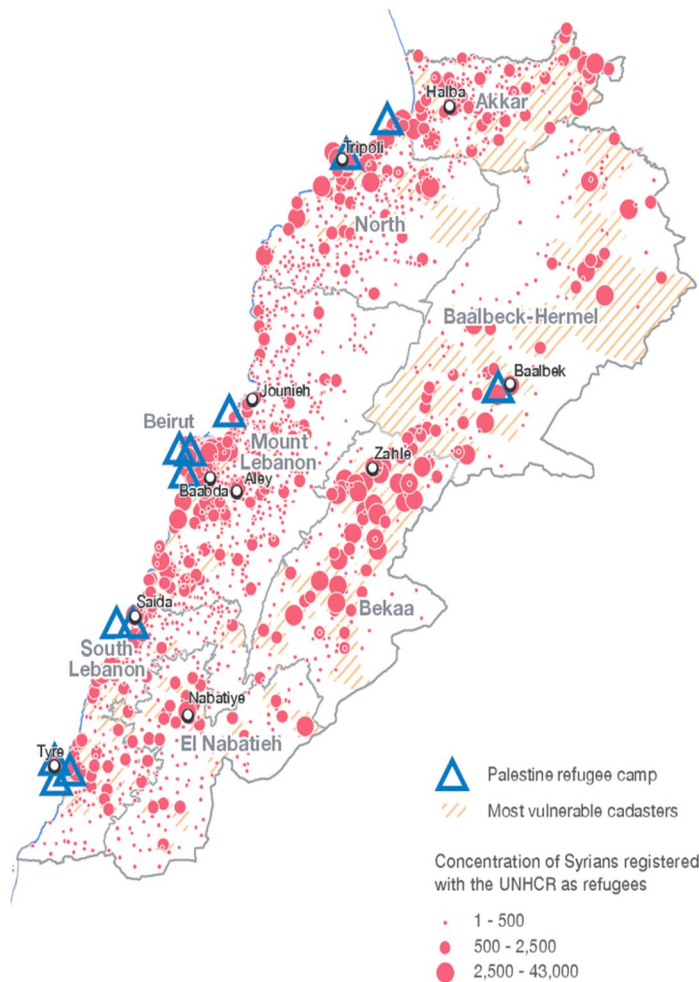 Halba
Akkar
Tripoli
North
Baalbeck-Hermel
Baalbek
Jounieh
Beirut
Mount
Lebanon
Zahle
Baabda
Aley
Saida
Bekaa
South
Lebanon
Nabatiye
El Nabatieh
Tyre
Palestine refugee camp
Most vulnerable cadasters
Concentration of Syrians registered
with the UNHCR as refugees
1 - 500
500 - 2,500
2,500 - 43,000